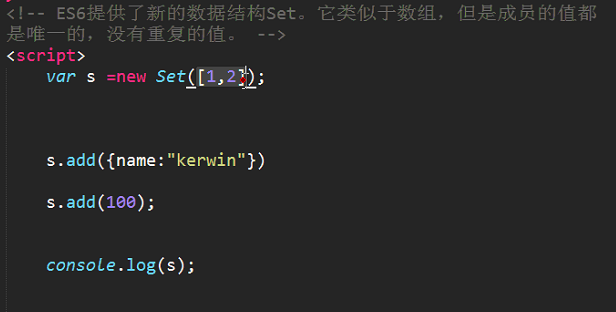 <!-- ES6提供了新的数据结构Set。它类似于数组，但是成员的值都
是唯一的，没有重复的值。 -->
<script>
var s =new Set([1,2]);
s.add({name:"kerwin"})
s.add(100);
console.log(s);